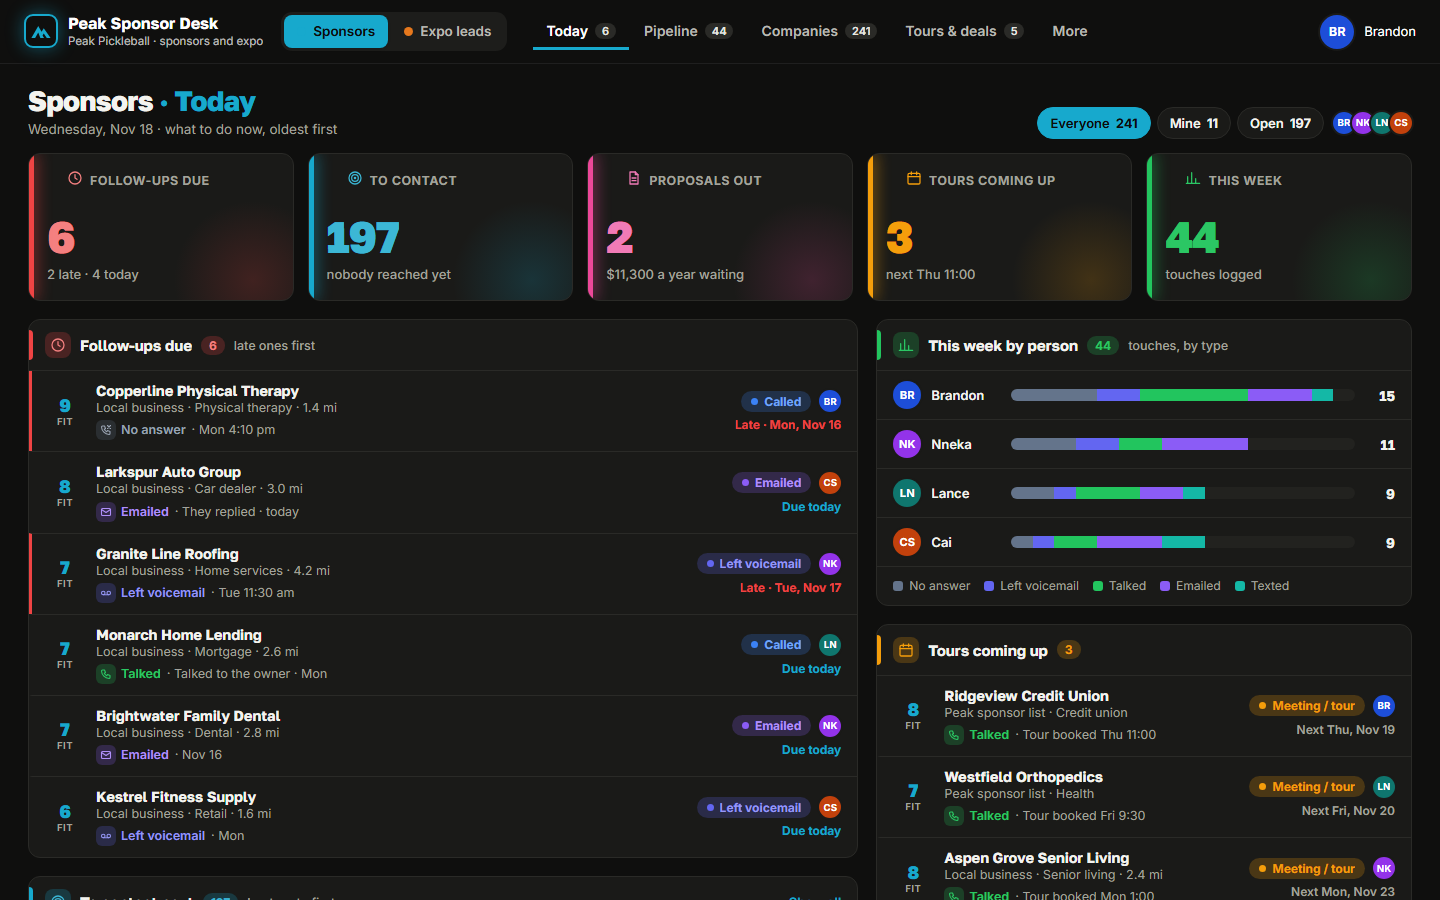 Peak Sponsor Desk
Peak Pickleball · sponsors and expo
Sponsors
Expo leads
Today 6
Pipeline 44
Companies 241
Tours & deals 5
More
BR Brandon
Sponsors · Today
Wednesday, Nov 18 · what to do now, oldest first
Everyone 241
Mine 11
Open 197
BR NK LN CS
FOLLOW-UPS DUE
6
2 late · 4 today
TO CONTACT
197
nobody reached yet
PROPOSALS OUT
2
$11,300 a year waiting
TOURS COMING UP
3
next Thu 11:00
THIS WEEK
44
touches logged
Follow-ups due 6 late ones first
9 FIT
Copperline Physical Therapy
Local business · Physical therapy · 1.4 mi
No answer · Mon 4:10 pm
Called BR
Late · Mon, Nov 16
8 FIT
Larkspur Auto Group
Local business · Car dealer · 3.0 mi
Emailed · They replied · today
Emailed CS
Due today
7 FIT
Granite Line Roofing
Local business · Home services · 4.2 mi
Left voicemail · Tue 11:30 am
Left voicemail NK
Late · Tue, Nov 17
7 FIT
Monarch Home Lending
Local business · Mortgage · 2.6 mi
Talked · Talked to the owner · Mon
Called LN
Due today
7 FIT
Brightwater Family Dental
Local business · Dental · 2.8 mi
Emailed · Nov 16
Emailed NK
Due today
6 FIT
Kestrel Fitness Supply
Local business · Retail · 1.6 mi
Left voicemail · Mon
Left voicemail CS
Due today
This week by person 44 touches, by type
BR Brandon 15
NK Nneka 11
LN Lance 9
CS Cai 9
No answer Left voicemail Talked Emailed Texted
Tours coming up 3
8 FIT
Ridgeview Credit Union
Peak sponsor list · Credit union
Talked · Tour booked Thu 11:00
Meeting / tour BR
Next Thu, Nov 19
7 FIT
Westfield Orthopedics
Peak sponsor list · Health
Talked · Tour booked Fri 9:30
Meeting / tour LN
Next Fri, Nov 20
8 FIT
Aspen Grove Senior Living
Local business · Senior living · 2.4 mi
Talked · Tour booked Mon 1:00
Meeting / tour NK
Next Mon, Nov 23